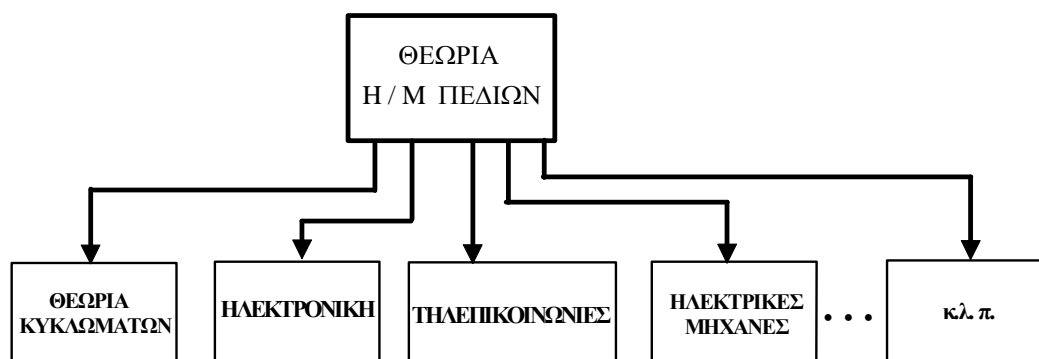 ΘΕΩΡΙΑ
Η / Μ ΠΕΔΙΩΝ
ΘΕΩΡΙΑ
ΚΥΚΛΩΜΑΤΩΝ
ΗΛΕΚΤΡΟΝΙΚΗ
ΤΗΛΕΠΙΚΟΙΝΩΝΙΕΣ
ΗΛΕΚΤΡΙΚΕΣ
ΜΗΧΑΝΕΣ
. . .
κ.λ. π.